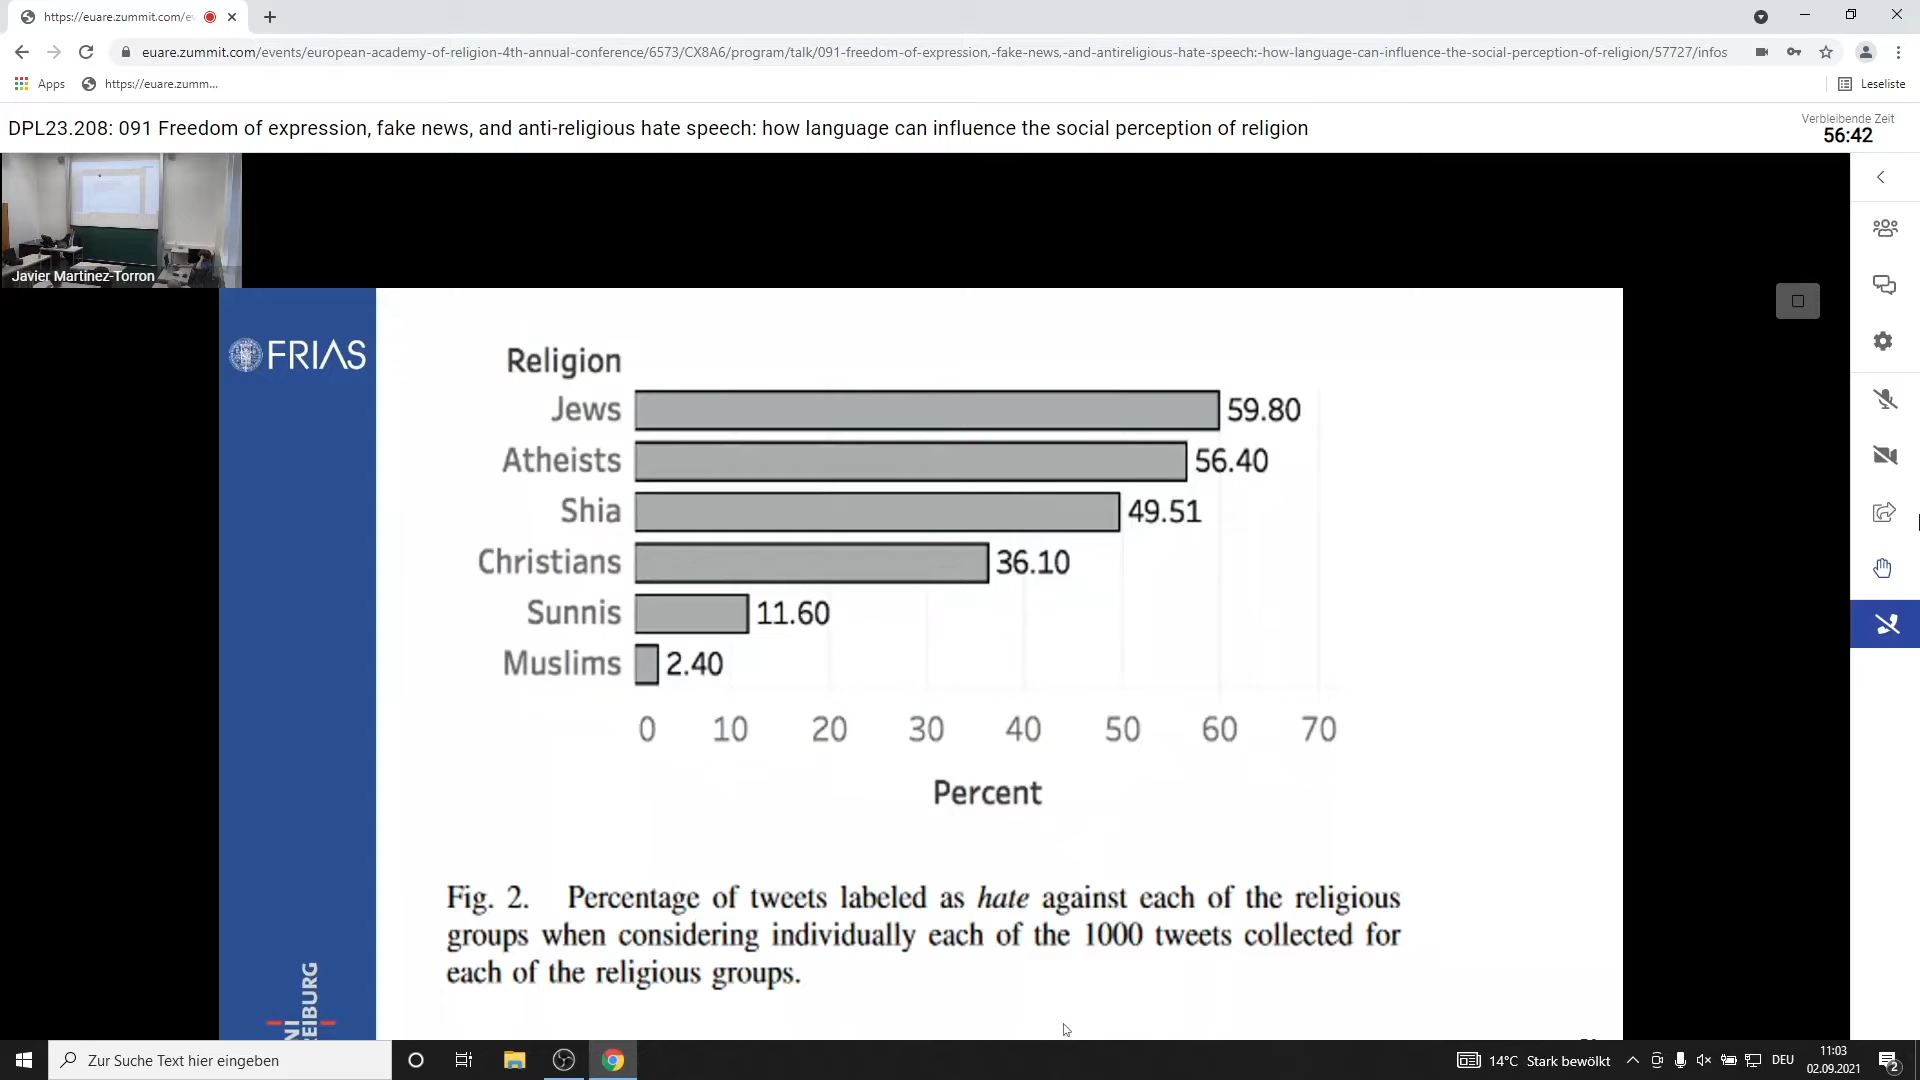 https://euare.zummit.com/ev
euare.zummit.com/events/european-academy-of-religion-4th-annual-conference/6573/CX8A6/program/talk/091-freedom-of-expression,-fake-news,-and-antireligious-hate-speech:-how-language-can-influence-the-social-perception-of-religion/57727/infos
Apps
https://euare.zumm...
Leseliste
DPL23.208: 091 Freedom of expression, fake news, and anti-religious hate speech: how language can influence the social perception of religion
Verbleibende Zeit
56:42
Javier Martinez-Torron
FRIAS
Religion
Jews 59.80
Atheists 56.40
Shia 49.51
Christians 36.10
Sunnis 11.60
Muslims 2.40
0 10 20 30 40 50 60 70
Percent
Fig. 2. Percentage of tweets labeled as hate against each of the religious
groups when considering individually each of the 1000 tweets collected for
each of the religious groups.
NI
EIBURG
Zur Suche Text hier eingeben
14°C Stark bewölkt
DEU
11:03
02.09.2021
2